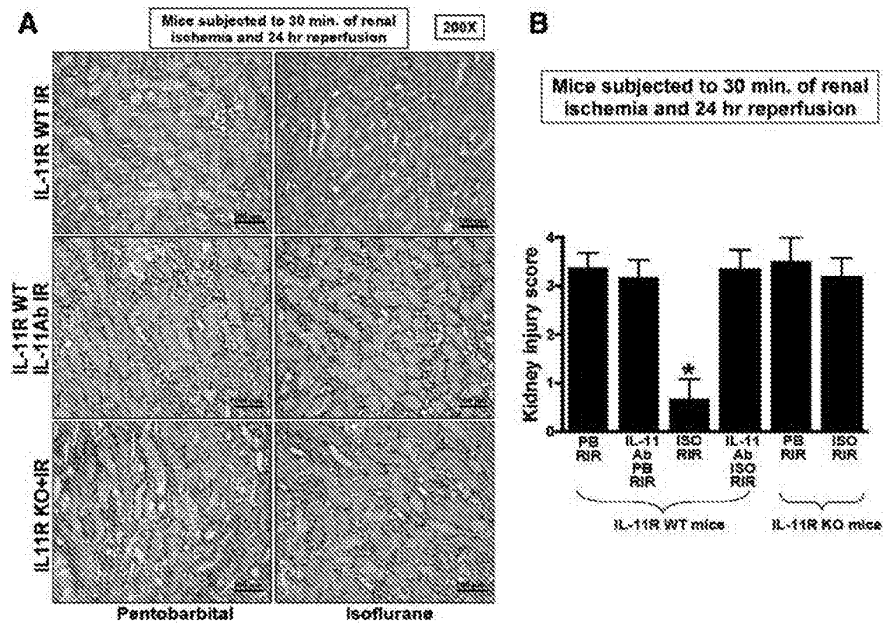 A
Mice subjected to 30 min. of renal
ischemia and 24 hr reperfusion
200X
IL-11R WT IR
IL-11R WT
IL-11Ab IR
IL11R KO+IR
Pentobarbital
Isoflurane
B
Mice subjected to 30 min. of renal
ischemia and 24 hr reperfusion
Kidney injury score
4
3
2
1
0
*
PB
RIR
IL-11
Ab
PB
RIR
ISO
RIR
IL-11
Ab
ISO
RIR
PB
RIR
ISO
RIR
IL-11R WT mice
IL-11R KO mice